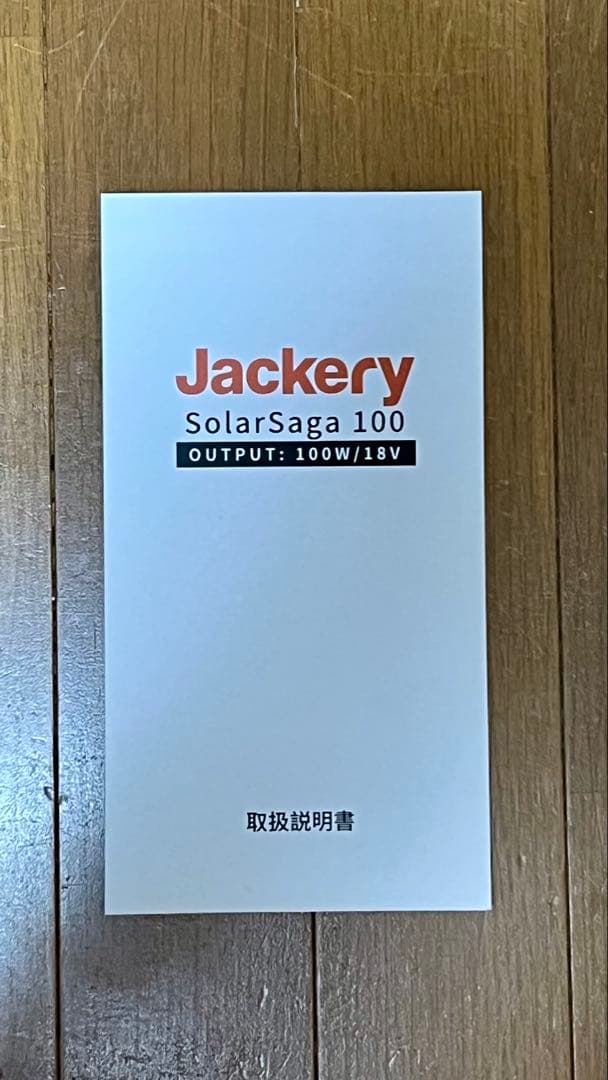 Jackery
SolarSaga 100
OUTPUT: 100W/18V
取扱説明書